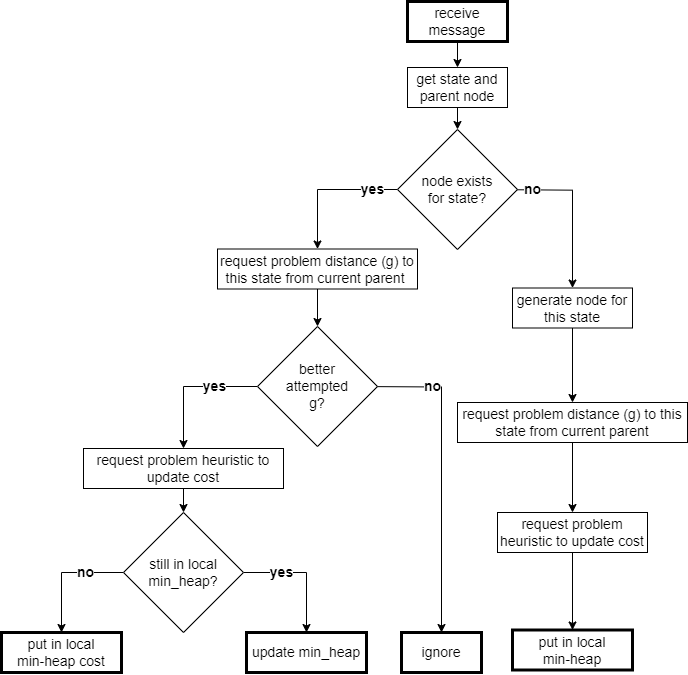 receive
message
get state and
parent node
node exists
for state?
yes
no
request problem distance (g) to
this state from current parent
generate node for
this state
better
attempted
g?
yes
no
request problem distance (g) to this
state from current parent
request problem heuristic to
update cost
request problem
heuristic to update cost
still in local
min_heap?
no
yes
put in local
min-heap cost
update min_heap
ignore
put in local
min-heap